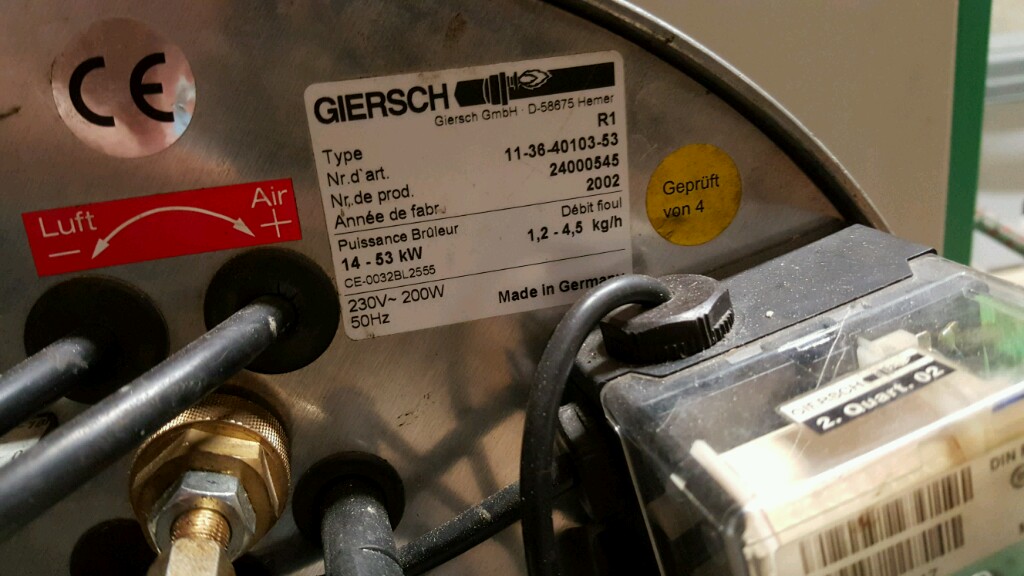 CE
GIERSCH
Giersch GmbH · D-58675 Hemer
Type R1
Nr.d'art. 11-36-40103-53
Nr.de prod. 24000545
Année de fabr. 2002
Puissance Brûleur Débit fioul
14 - 53 kW 1,2 - 4,5 kg/h
CE-0032BL2555
230V~ 200W Made in Germany
50Hz
Luft Air
− +
Geprüft
von 4
GIERSCH
2. Quart. 02
DIN